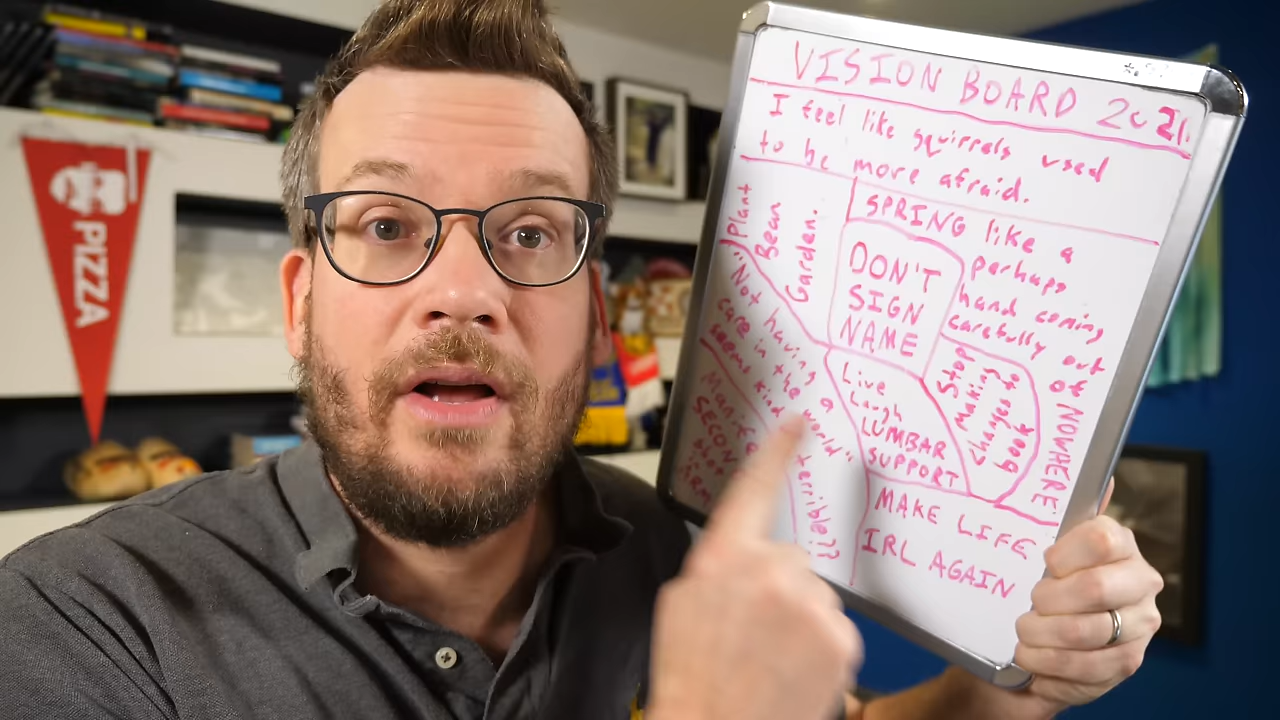 VISION BOARD 2021.
I feel like squirrels used
to be more afraid.
Plant
Bean
Garden.
SPRING like a
perhaps
hand coming
carefully out
of NOWHERE.
DON'T
SIGN
NAME
"Not having a
care in the world"
seems kind
terrible??
Stop
making
changes to
book
Live
Laugh
LUMBAR
SUPPORT
MAKE LIFE
IRL AGAIN
PIZZA